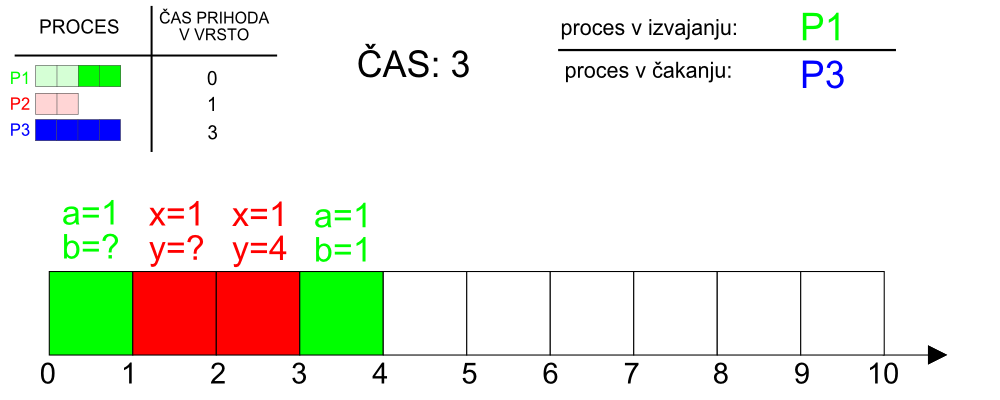 PROCES
ČAS PRIHODA
V VRSTO
P1 0
P2 1
P3 3
ČAS: 3
proces v izvajanju: P1
proces v čakanju: P3
a=1 x=1 x=1 a=1
b=? y=? y=4 b=1
0 1 2 3 4 5 6 7 8 9 10